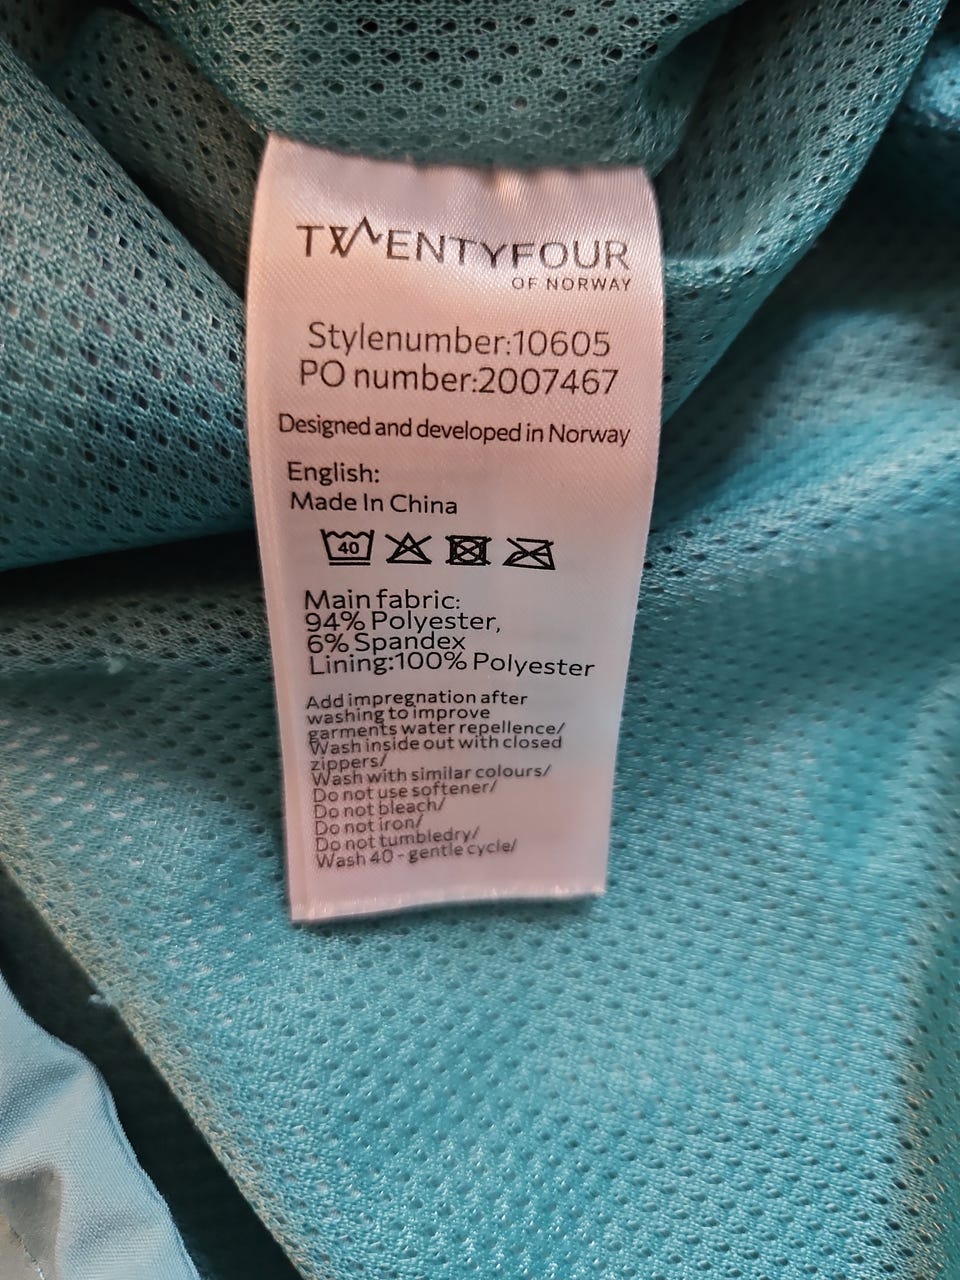 TWENTYFOUR
OF NORWAY
Stylenumber:10605
PO number:2007467
Designed and developed in Norway
English:
Made In China
40
Main fabric:
94% Polyester,
6% Spandex
Lining:100% Polyester
Add impregnation after
washing to improve
garments water repellence/
Wash inside out with closed
zippers/
Wash with similar colours/
Do not use softener/
Do not bleach/
Do not iron/
Do not tumbledry/
Wash 40 - gentle cycle/